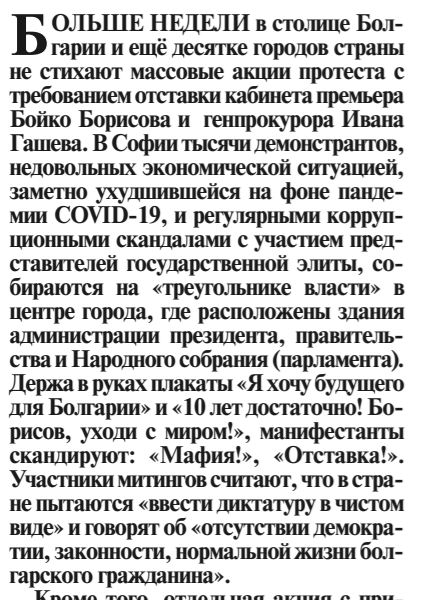 БОЛЬШЕ НЕДЕЛИ в столице Бол-
гарии и ещё десятке городов страны
не стихают массовые акции протеста с
требованием отставки кабинета премьера
Бойко Борисова и генпрокурора Ивана
Гашева. В Софии тысячи демонстрантов,
недовольных экономической ситуацией,
заметно ухудшившейся на фоне панде-
мии COVID-19, и регулярными корруп-
ционными скандалами с участием пред-
ставителей государственной элиты, со-
бираются на «треугольнике власти» в
центре города, где расположены здания
администрации президента, правитель-
ства и Народного собрания (парламента).
Держа в руках плакаты «Я хочу будущего
для Болгарии» и «10 лет достаточно! Бо-
рисов, уходи с миром!», манифестанты
скандируют: «Мафия!», «Отставка!».
Участники митингов считают, что в стра-
не пытаются «ввести диктатуру в чистом
виде» и говорят об «отсутствии демокра-
тии, законности, нормальной жизни бол-
гарского гражданина».
Кроме того, отдельная акция с при-